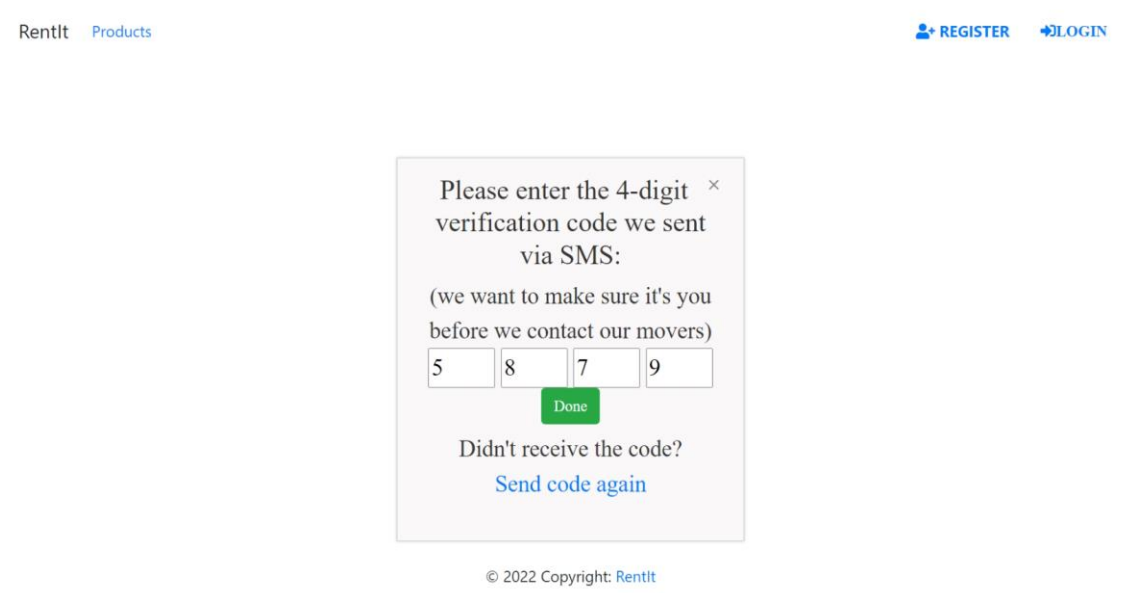 RentIt Products REGISTER LOGIN
Please enter the 4-digit ×
verification code we sent
via SMS:
(we want to make sure it's you
before we contact our movers)
5 8 7 9
Done
Didn't receive the code?
Send code again
© 2022 Copyright: RentIt